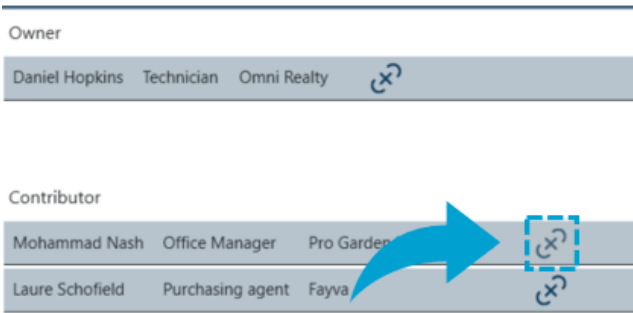 Owner
Daniel Hopkins Technician Omni Realty
Contributor
Mohammad Nash Office Manager Pro Garden
Laure Schofield Purchasing agent Fayva